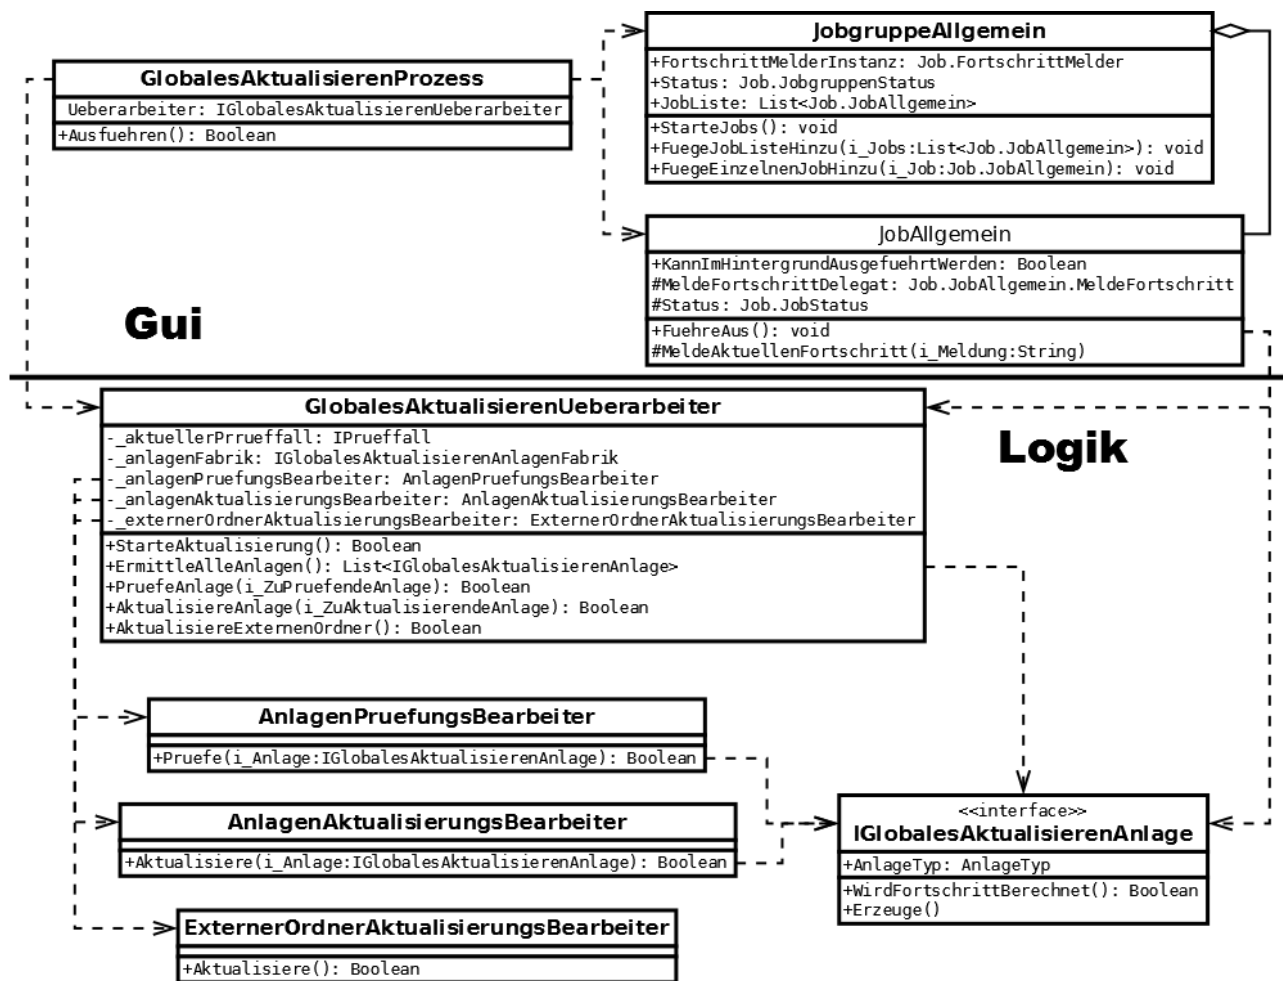 GlobalesAktualisierenProzess
_Ueberarbeiter: IGlobalesAktualisierenUeberarbeiter
+Ausfuehren(): Boolean
JobgruppeAllgemein
+FortschrittMelderInstanz: Job.FortschrittMelder
+Status: Job.JobgruppenStatus
+JobListe: List<Job.JobAllgemein>
+StarteJobs(): void
+FuegeJobListeHinzu(i_Jobs:List<Job.JobAllgemein>): void
+FuegeEinzelnenJobHinzu(i_Job:Job.JobAllgemein): void
JobAllgemein
+KannImHintergrundAusgefuehrtWerden: Boolean
#MeldeFortschrittDelegat: Job.JobAllgemein.MeldeFortschritt
#Status: Job.JobStatus
+FuehreAus(): void
#MeldeAktuellenFortschritt(i_Meldung:String)
Gui
Logik
GlobalesAktualisierenUeberarbeiter
-_aktuellerPrrueffall: IPrueffall
-_anlagenFabrik: IGlobalesAktualisierenAnlagenFabrik
-_anlagenPruefungsBearbeiter: AnlagenPruefungsBearbeiter
-_anlagenAktualisierungsBearbeiter: AnlagenAktualisierungsBearbeiter
-_externerOrdnerAktualisierungsBearbeiter: ExternerOrdnerAktualisierungsBearbeiter
+StarteAktualisierung(): Boolean
+ErmittleAlleAnlagen(): List<IGlobalesAktualisierenAnlage>
+PruefeAnlage(i_ZuPruefendeAnlage): Boolean
+AktualisiereAnlage(i_ZuAktualisierendeAnlage): Boolean
+AktualisiereExternenOrdner(): Boolean
AnlagenPruefungsBearbeiter
+Pruefe(i_Anlage:IGlobalesAktualisierenAnlage): Boolean
AnlagenAktualisierungsBearbeiter
+Aktualisiere(i_Anlage:IGlobalesAktualisierenAnlage): Boolean
ExternerOrdnerAktualisierungsBearbeiter
+Aktualisiere(): Boolean
<<interface>>
IGlobalesAktualisierenAnlage
+AnlageTyp: AnlageTyp
+WirdFortschrittBerechnet(): Boolean
+Erzeuge()